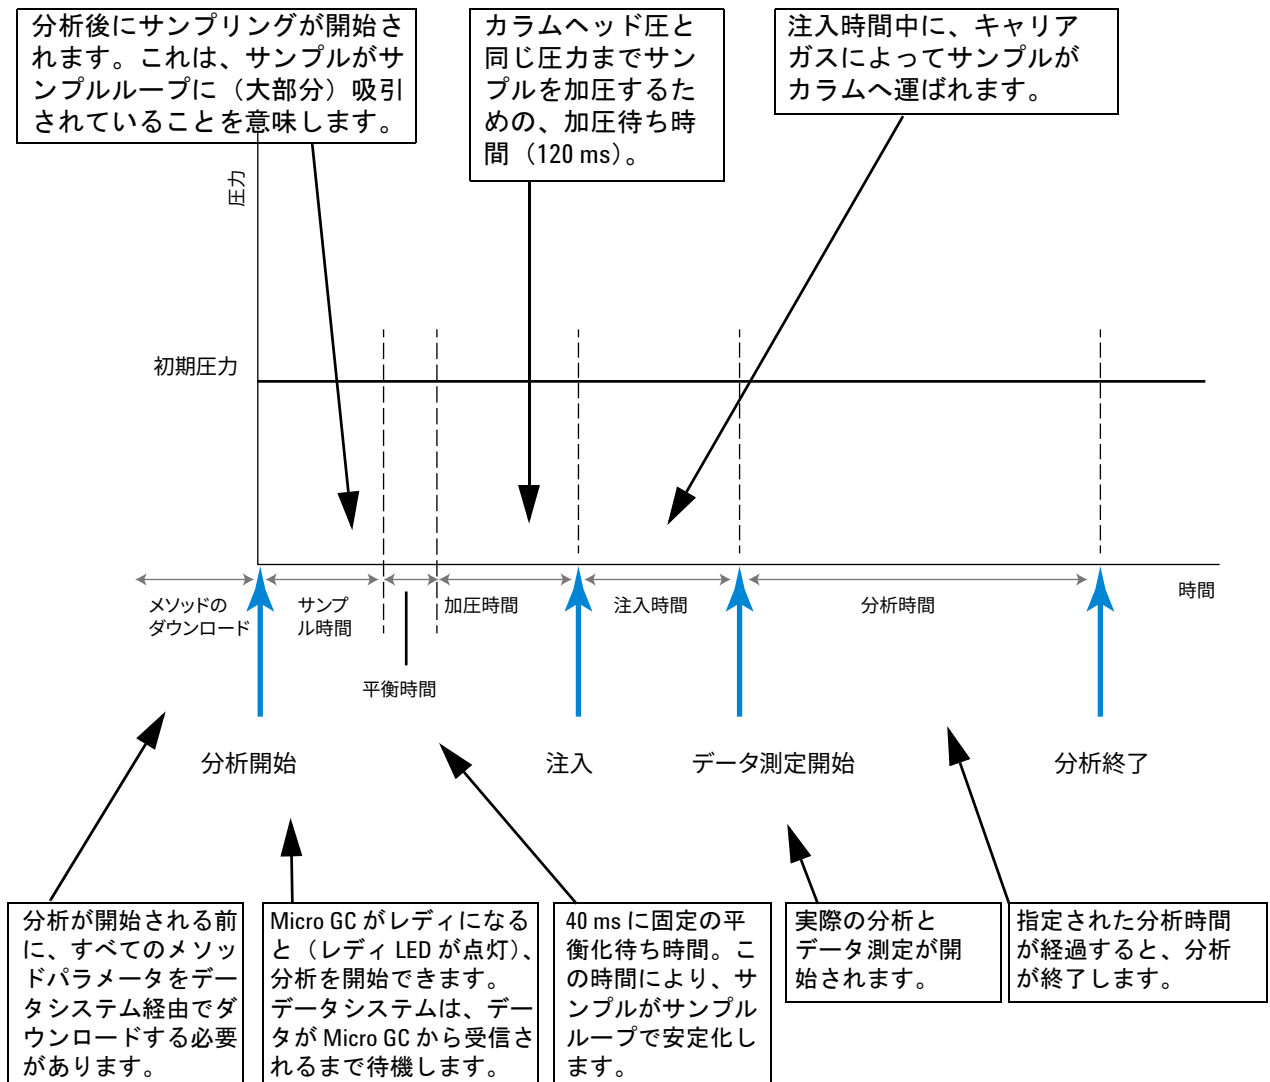 分析後にサンプリングが開始さ
れます。これは、サンプルがサ
ンプルループに（大部分）吸引
されていることを意味します。
カラムヘッド圧と
同じ圧力までサン
プルを加圧するた
めの、加圧待ち時
間（120 ms）。
注入時間中に、キャリア
ガスによってサンプルが
カラムへ運ばれます。
圧力
初期圧力
時間
メソッドの
ダウンロード
サンプ
ル時間
平衡時間
加圧時間
注入時間
分析時間
分析開始
注入
データ測定開始
分析終了
分析が開始される前
に、すべてのメソッ
ドパラメータをデー
タシステム経由でダ
ウンロードする必要
があります。
Micro GC がレディになる
と（レディ LED が点灯）、
分析を開始できます。
データシステムは、デー
タが Micro GC から受信さ
れるまで待機します。
40 ms に固定の平
衡化待ち時間。こ
の時間により、サ
ンプルがサンプル
ループで安定化し
ます。
実際の分析と
データ測定が開
始されます。
指定された分析時間
が経過すると、分析
が終了します。